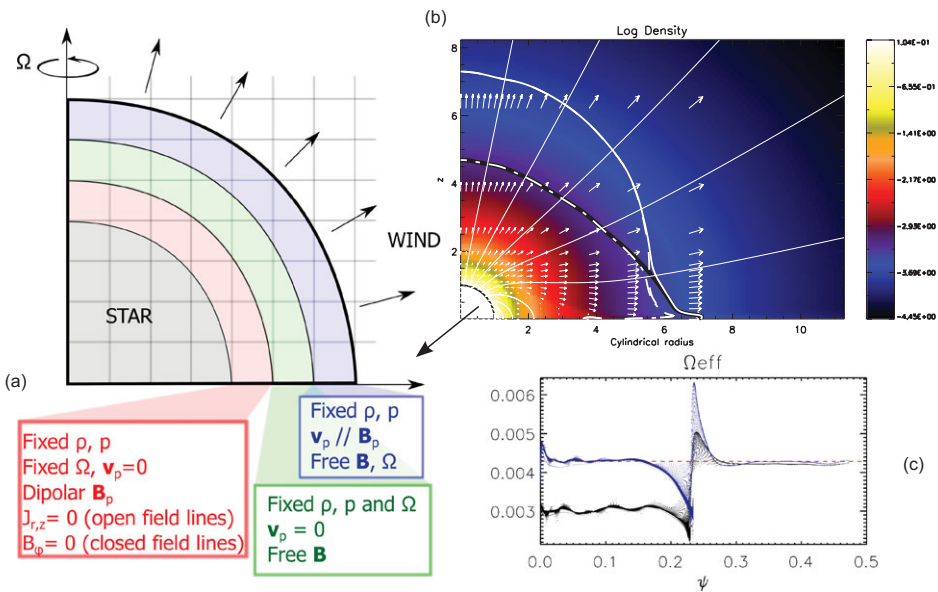 (a)
Ω
STAR
WIND
Fixed ρ, p
Fixed Ω, vₚ=0
Dipolar Bₚ
Jᵣ,z= 0 (open field lines)
Bφ= 0 (closed field lines)
Fixed ρ, p
vₚ // Bₚ
Free B, Ω
Fixed ρ, p and Ω
vₚ = 0
Free B
(b)
Log Density
z
8
6
4
2
2 4 6 8 10
Cylindrical radius
1.04E-01
-6.55E-01
-1.41E+00
-2.17E+00
-2.93E+00
-3.69E+00
-4.45E+00
(c)
Ωeff
0.006
0.005
0.004
0.003
0.0 0.1 0.2 0.3 0.4 0.5
ψ